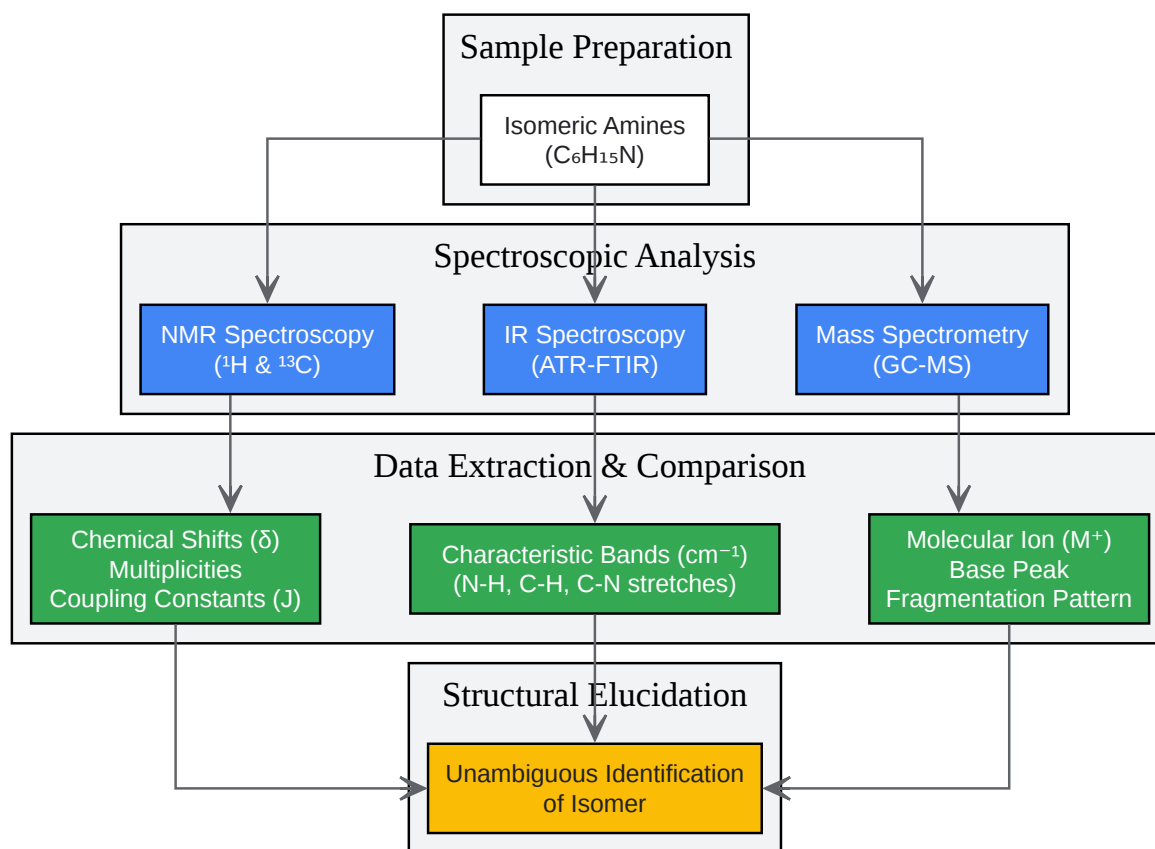 Sample Preparation
Isomeric Amines
(C₆H₁₅N)
Spectroscopic Analysis
NMR Spectroscopy
(¹H & ¹³C)
IR Spectroscopy
(ATR-FTIR)
Mass Spectrometry
(GC-MS)
Data Extraction & Comparison
Chemical Shifts (δ)
Multiplicities
Coupling Constants (J)
Characteristic Bands (cm⁻¹)
(N-H, C-H, C-N stretches)
Molecular Ion (M⁺)
Base Peak
Fragmentation Pattern
Structural Elucidation
Unambiguous Identification
of Isomer